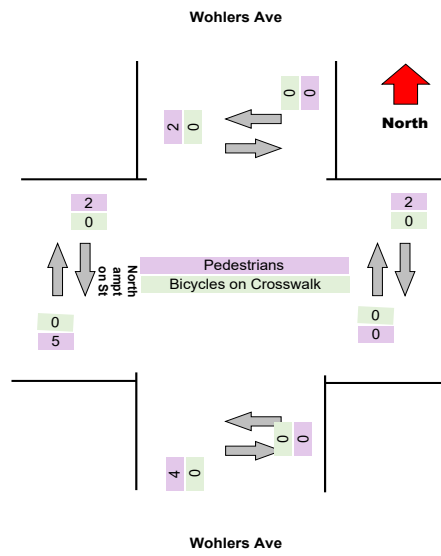 Wohlers Ave
0 0
2 0
North
2
0
2
0
North
ampt
on St
Pedestrians
Bicycles on Crosswalk
0
5
0
0
0 0
4 0
Wohlers Ave